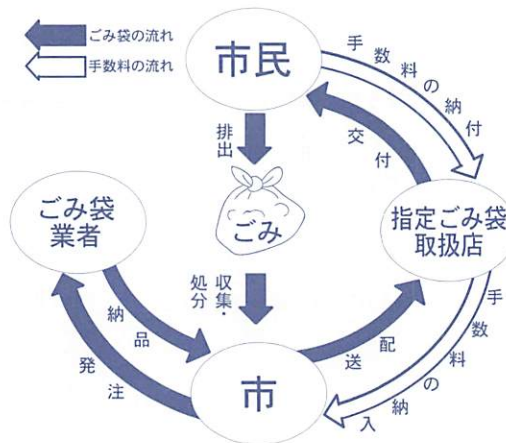 ごみ袋の流れ
手数料の流れ
市民
手数料の納付
交付
排出
ごみ
ごみ袋
業者
指定ごみ袋
取扱店
収集・
処分
納品
発注
市
配送
手数料の納入